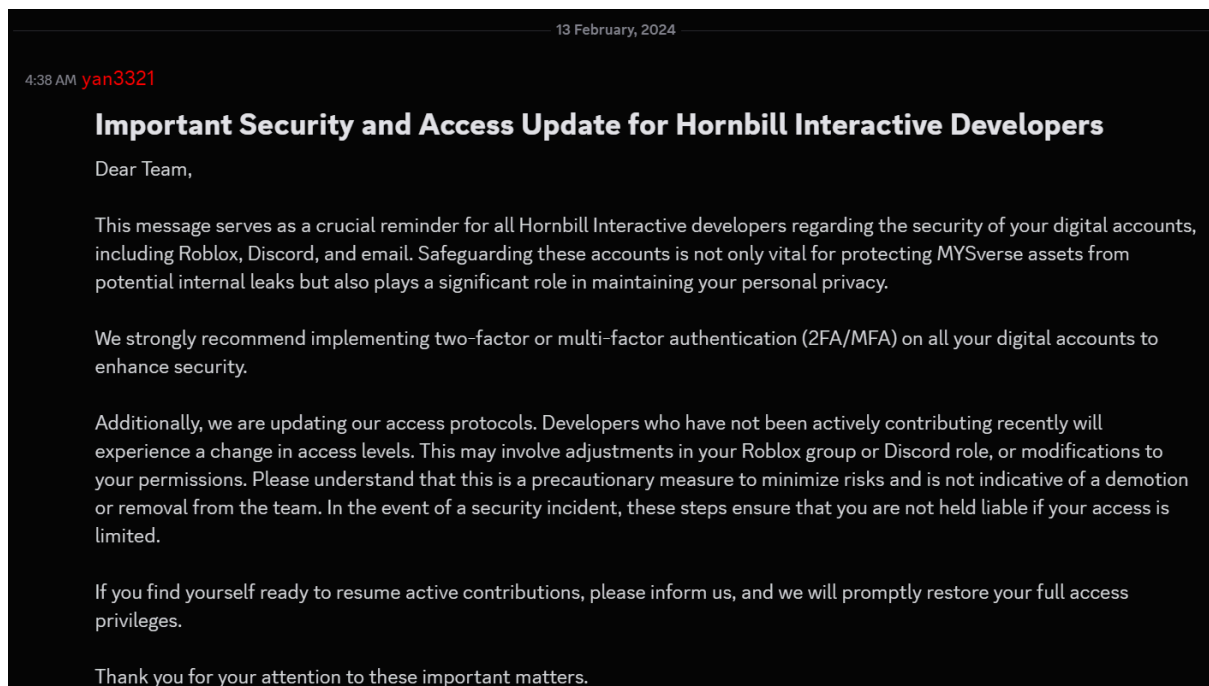 13 February, 2024
4:38 AM yan3321
Important Security and Access Update for Hornbill Interactive Developers
Dear Team,
This message serves as a crucial reminder for all Hornbill Interactive developers regarding the security of your digital accounts,
including Roblox, Discord, and email. Safeguarding these accounts is not only vital for protecting MYSverse assets from
potential internal leaks but also plays a significant role in maintaining your personal privacy.
We strongly recommend implementing two-factor or multi-factor authentication (2FA/MFA) on all your digital accounts to
enhance security.
Additionally, we are updating our access protocols. Developers who have not been actively contributing recently will
experience a change in access levels. This may involve adjustments in your Roblox group or Discord role, or modifications to
your permissions. Please understand that this is a precautionary measure to minimize risks and is not indicative of a demotion
or removal from the team. In the event of a security incident, these steps ensure that you are not held liable if your access is
limited.
If you find yourself ready to resume active contributions, please inform us, and we will promptly restore your full access
privileges.
Thank you for your attention to these important matters.